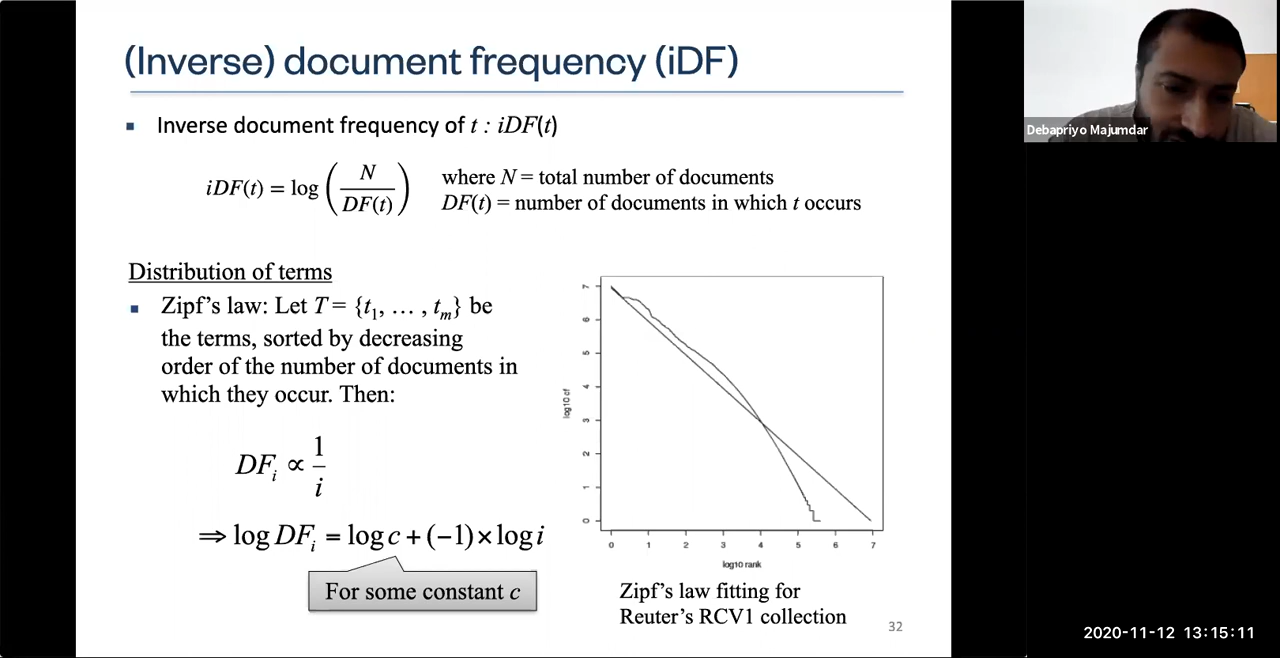 (Inverse) document frequency (iDF)
▪ Inverse document frequency of t : iDF(t)
iDF(t) = log ( N / DF(t) )
where N = total number of documents
DF(t) = number of documents in which t occurs
Distribution of terms
▪ Zipf's law: Let T = {t₁, … , tₘ} be
the terms, sorted by decreasing
order of the number of documents in
which they occur. Then:
DFᵢ ∝ 1 / i
⇒ log DFᵢ = log c + (−1) × log i
For some constant c
7
6
5
4
3
2
1
0
log10 cf
0 1 2 3 4 5 6 7
log10 rank
Zipf's law fitting for
Reuter's RCV1 collection
32
Debapriyo Majumdar
2020-11-12 13:15:11